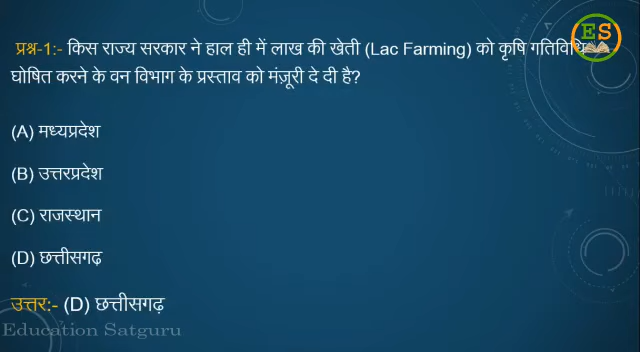 प्रश्न-1:- किस राज्य सरकार ने हाल ही में लाख की खेती (Lac Farming) को कृषि गतिविधि
घोषित करने के वन विभाग के प्रस्ताव को मंजूरी दे दी है?
(A) मध्यप्रदेश
(B) उत्तरप्रदेश
(C) राजस्थान
(D) छत्तीसगढ़
उत्तर:- (D) छत्तीसगढ़
Education Satguru
ES